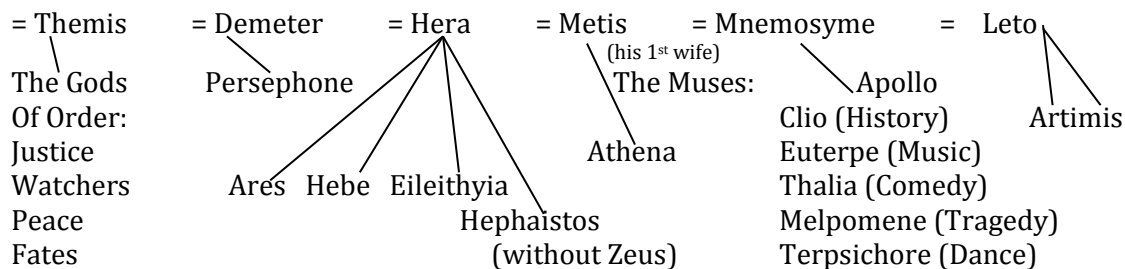 = Themis = Demeter = Hera = Metis = Mnemosyme = Leto
(his 1st wife)
The Gods Persephone The Muses: Apollo
Of Order: Clio (History) Artimis
Justice Athena Euterpe (Music)
Watchers Ares Hebe Eileithyia Thalia (Comedy)
Peace Hephaistos Melpomene (Tragedy)
Fates (without Zeus) Terpsichore (Dance)